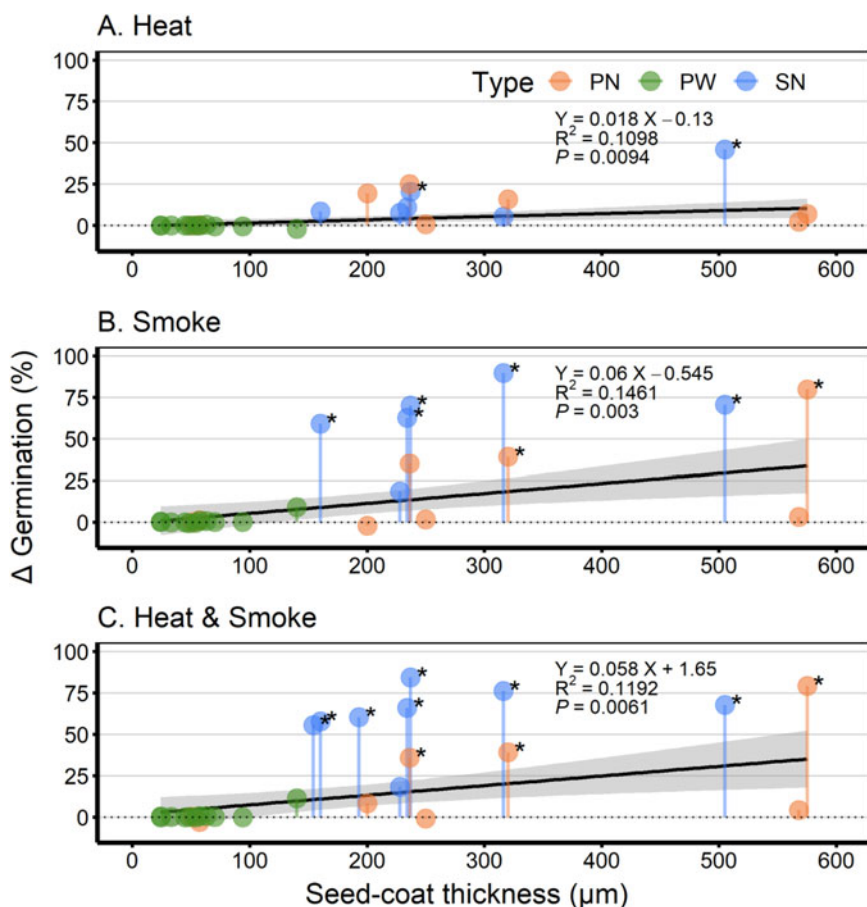 A. Heat
100
75
50
25
0
Type PN PW SN
Y = 0.018 X −0.13
R² = 0.1098
P = 0.0094
*
*
0 100 200 300 400 500 600
B. Smoke
100
75
50
25
0
Y = 0.06 X −0.545
R² = 0.1461
P = 0.003
*
*
*
*
*
*
*
0 100 200 300 400 500 600
C. Heat & Smoke
100
75
50
25
0
Y = 0.058 X + 1.65
R² = 0.1192
P = 0.0061
*
*
*
*
*
*
*
*
*
*
0 100 200 300 400 500 600
Δ Germination (%)
Seed-coat thickness (μm)